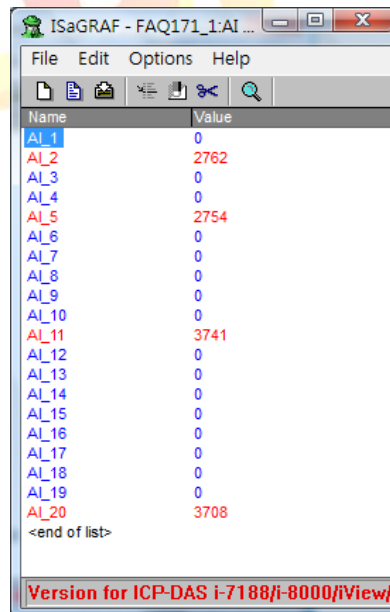 ISaGRAF - FAQ171_1:AI ...
File Edit Options Help
Name Value
AI_1 0
AI_2 2762
AI_3 0
AI_4 0
AI_5 2754
AI_6 0
AI_7 0
AI_8 0
AI_9 0
AI_10 0
AI_11 3741
AI_12 0
AI_13 0
AI_14 0
AI_15 0
AI_16 0
AI_17 0
AI_18 0
AI_19 0
AI_20 3708
<end of list>
Version for ICP-DAS i-7188/i-8000/iView/